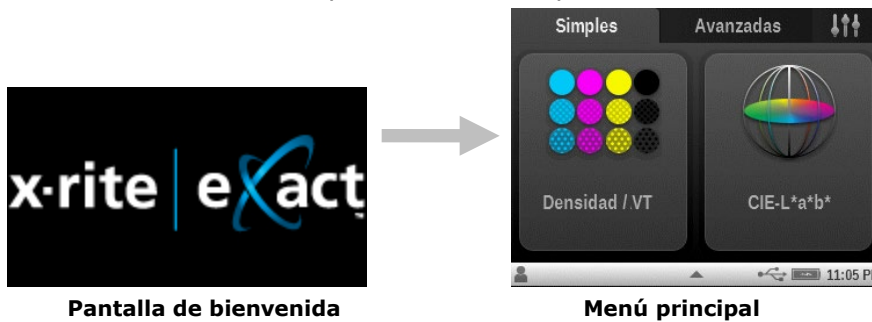 Simples Avanzadas
x·rite eXact
Densidad / .VT CIE-L*a*b*
11:05 P
Pantalla de bienvenida Menú principal